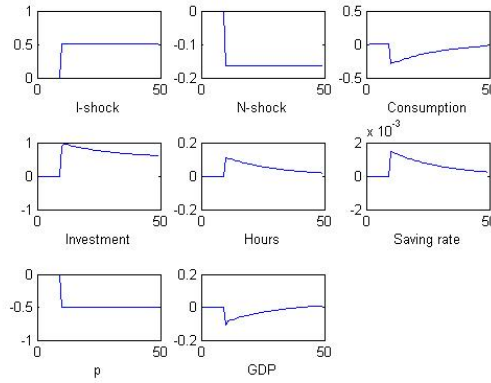 1 0 0.5
0.5 -0.1 0
0 -0.2 -0.5
0 50 0 50 0 50
I-shock N-shock Consumption
x 10^-3
1 0.2 2
0 0 0
-1 -0.2 -2
0 50 0 50 0 50
Investment Hours Saving rate
0 0.2
-0.5 0
-1 0.2
0 50 0 50
p GDP